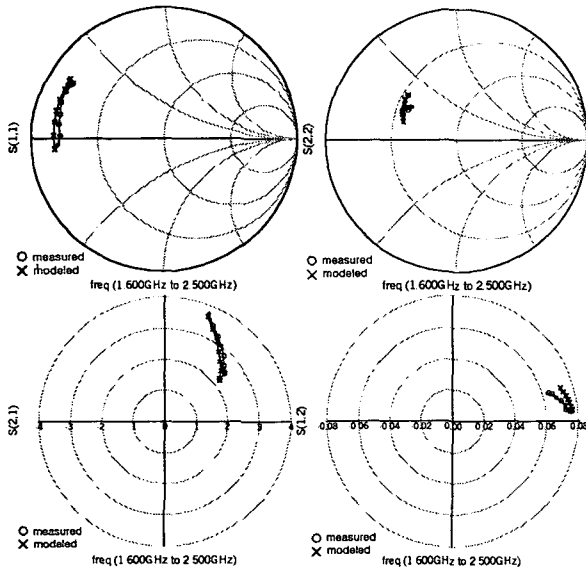 S(1,1)
S(2,2)
O measured
X modeled
freq (1 600GHz to 2 500GHz)
O measured
X modeled
freq (1 600GHz to 2 500GHz)
S(2,1)
-3 -2 -1 0 1 2 3 4
O measured
X modeled
freq (1 600GHz to 2 500GHz)
S(1,2)
-0.08 -0.06 -0.04 -0.02 0.00 0.02 0.04 0.06 0.08
O measured
X modeled
freq (1 600GHz to 2 500GHz)